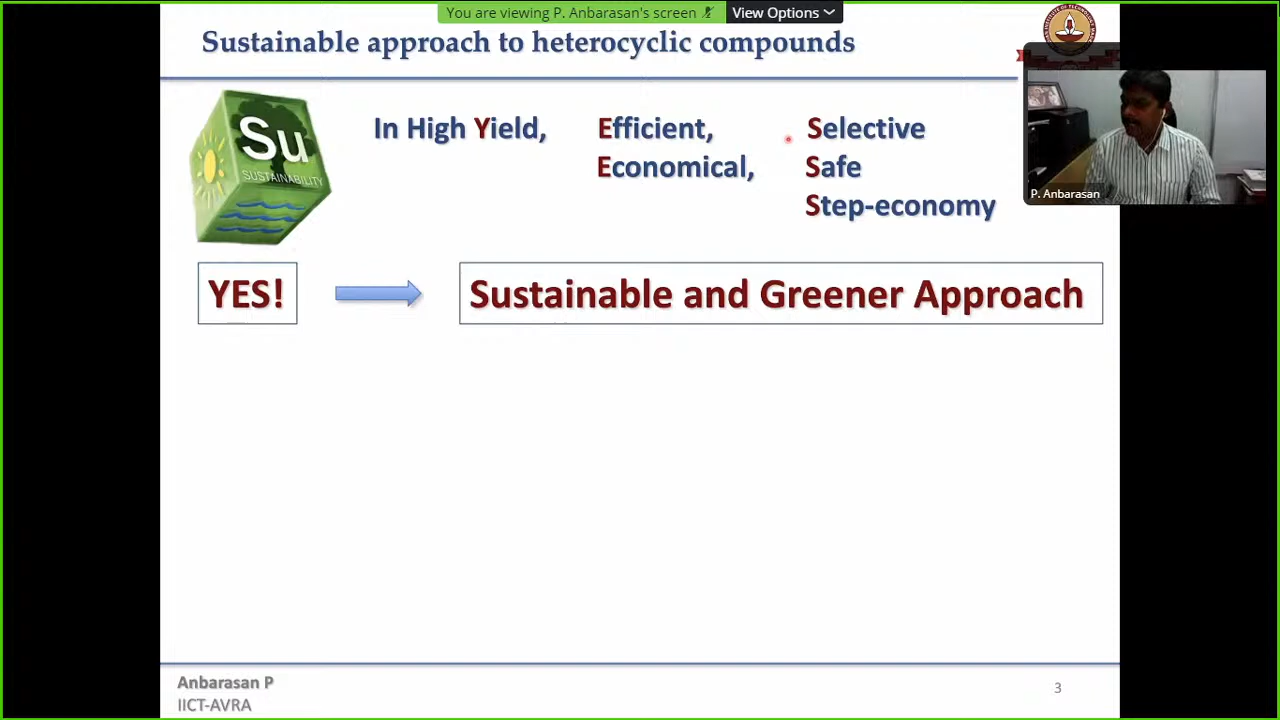 You are viewing P. Anbarasan's screen
View Options
Sustainable approach to heterocyclic compounds
Su
SUSTAINABILITY
In High Yield, Efficient, Selective
Economical, Safe
Step-economy
P. Anbarasan
YES! Sustainable and Greener Approach
Anbarasan P
IICT-AVRA
3